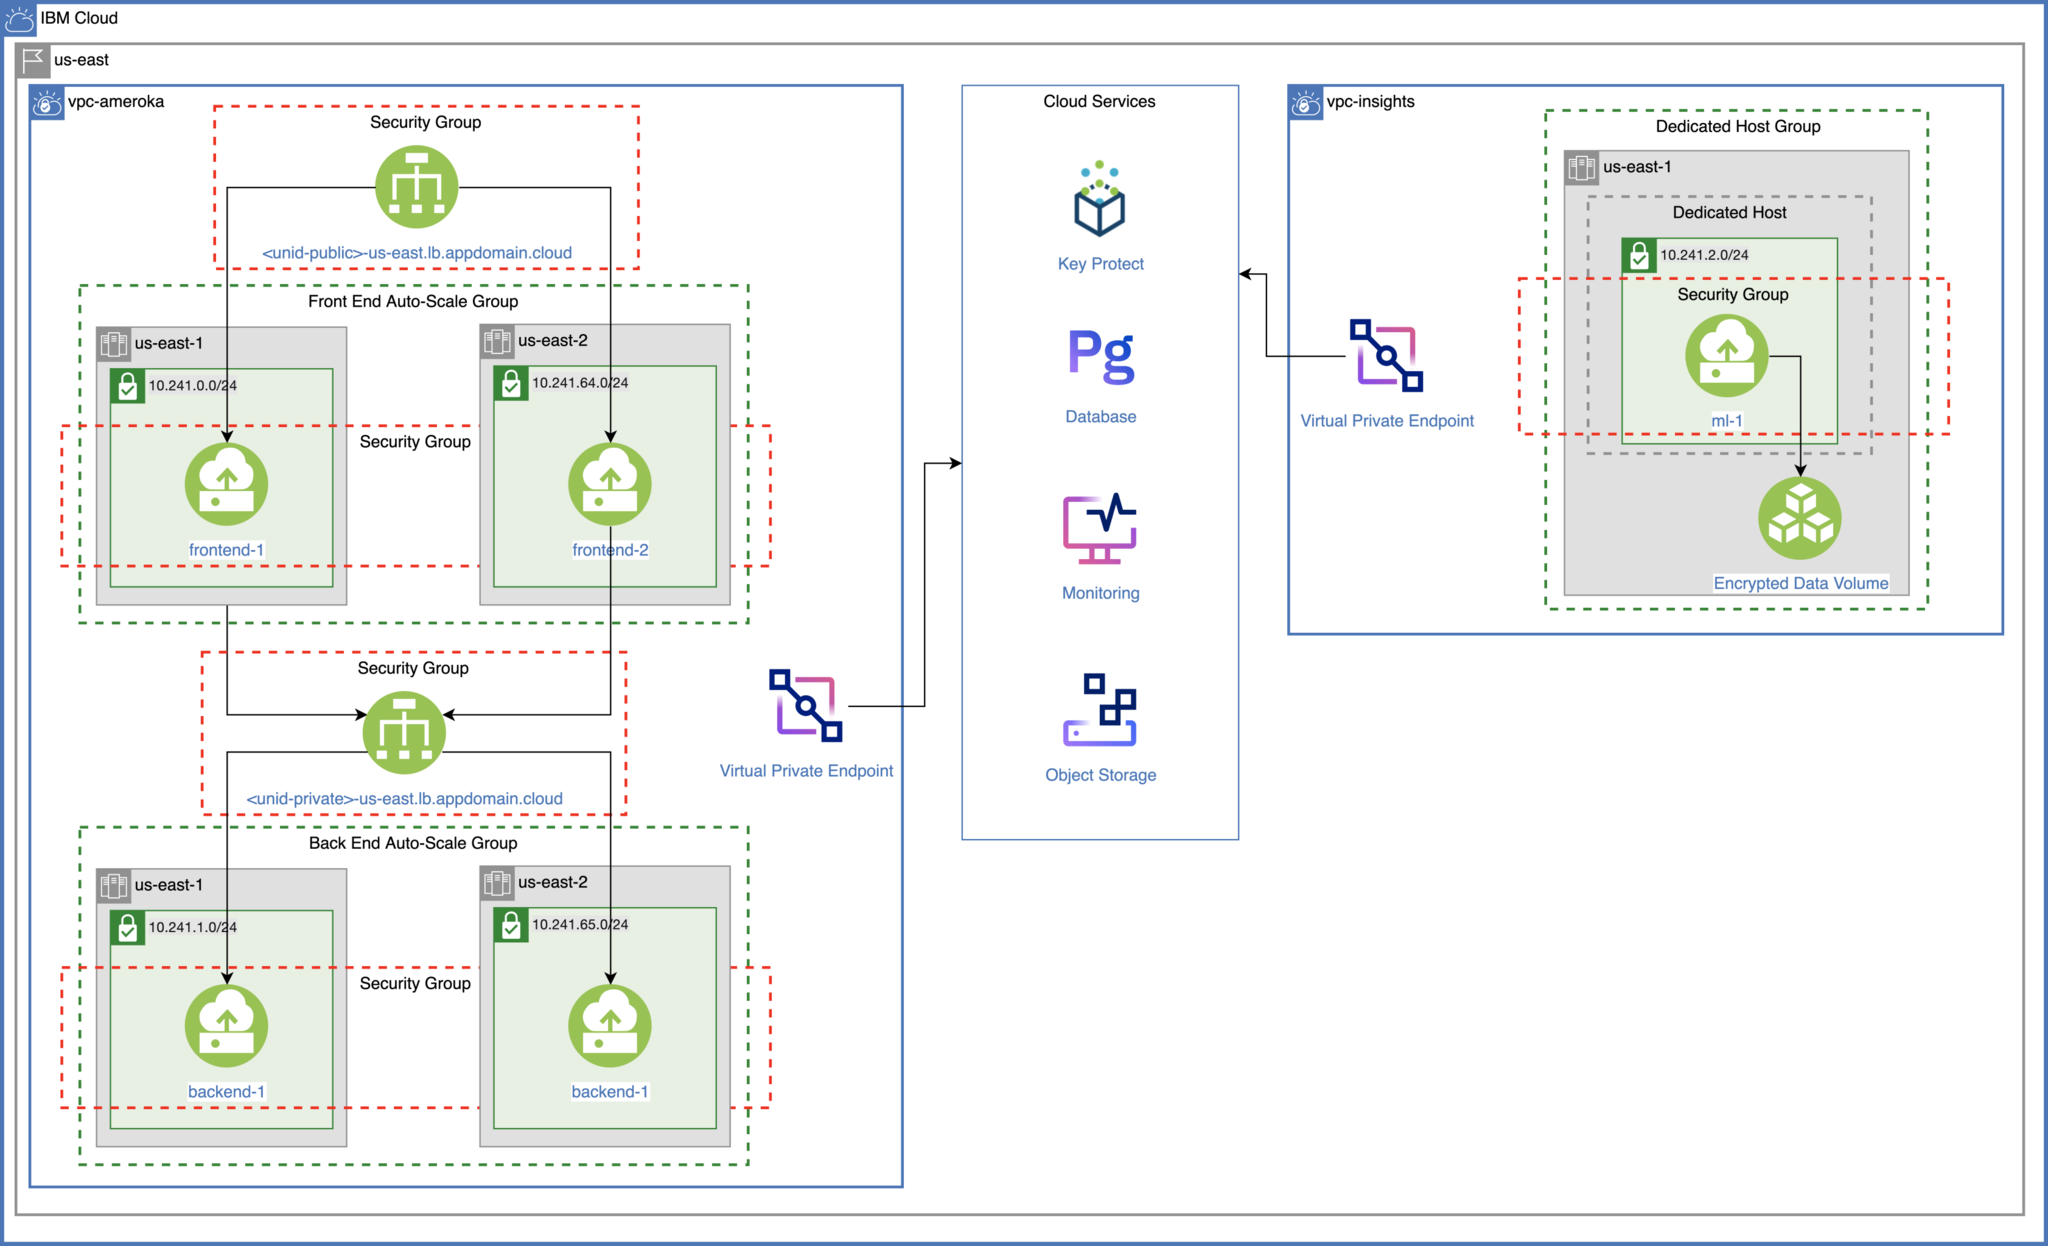 IBM Cloud
us-east
vpc-ameroka
Security Group
<unid-public>-us-east.lb.appdomain.cloud
Front End Auto-Scale Group
us-east-1
10.241.0.0/24
us-east-2
10.241.64.0/24
Security Group
frontend-1
frontend-2
Security Group
<unid-private>-us-east.lb.appdomain.cloud
Back End Auto-Scale Group
us-east-1
10.241.1.0/24
us-east-2
10.241.65.0/24
Security Group
backend-1
backend-1
Virtual Private Endpoint
Cloud Services
Key Protect
Pg
Database
Monitoring
Object Storage
vpc-insights
Virtual Private Endpoint
Dedicated Host Group
us-east-1
Dedicated Host
10.241.2.0/24
Security Group
ml-1
Encrypted Data Volume